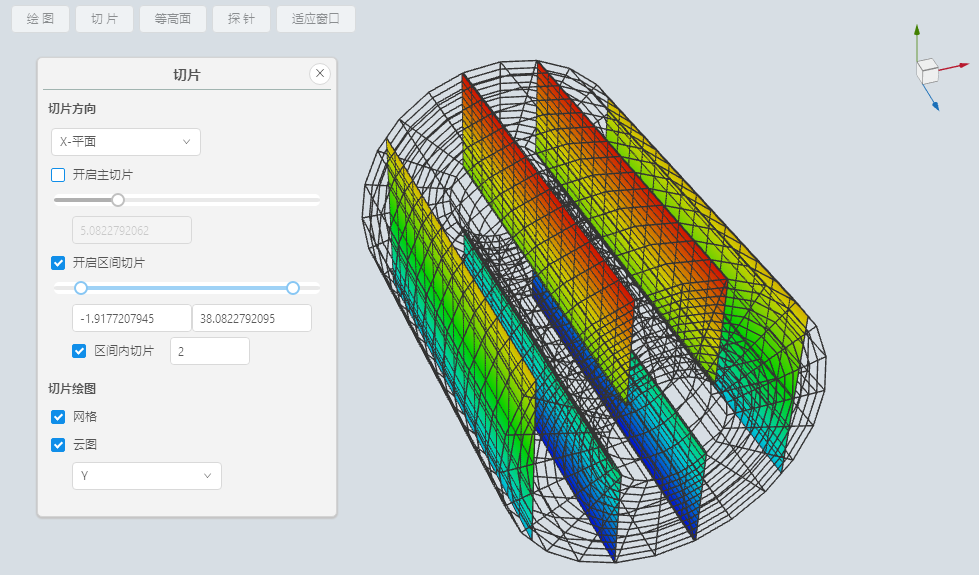 绘 图 切 片 等高面 探 针 适应窗口
切片
切片方向
X-平面
开启主切片
5.0822792062
开启区间切片
-1.9177207945 38.0822792095
区间内切片 2
切片绘图
网格
云图
Y